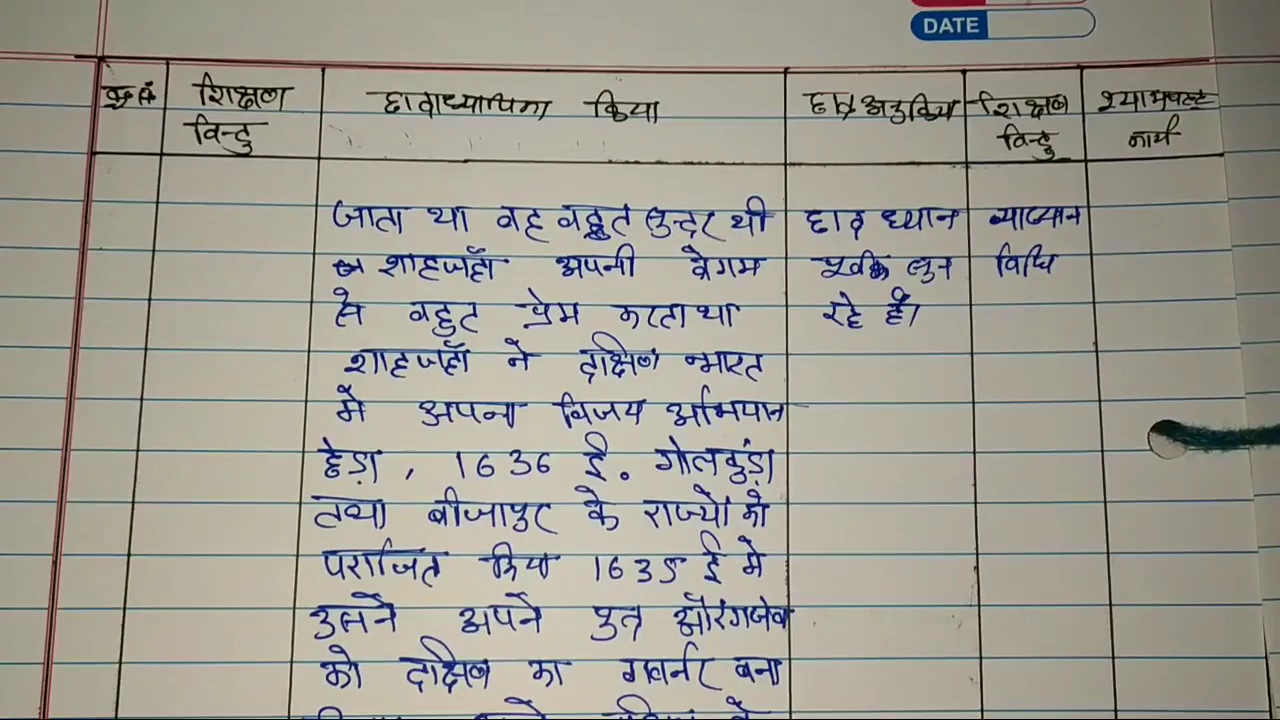 DATE
क्र.सं. शिक्षण बिन्दु छात्राध्यापिका क्रिया छात्र अनुक्रिया शिक्षण बिन्दु श्यामपट्ट कार्य
जाता था वह बहुत सुन्दर थी छात्र ध्यान व्याख्यान
शाहजहाँ अपनी बेगम पूर्वक सुन विधि
से बहुत प्रेम करता था रहे हैं।
शाहजहाँ ने दक्षिण भारत
में अपना विजय अभियान
छेड़ा , 1636 ई. गोलकुंडा
तथा बीजापुर के राज्यों को
पराजित किया 1635 ई में
उसने अपने पुत्र औरंगजेब
को दक्षिण का गवर्नर बना